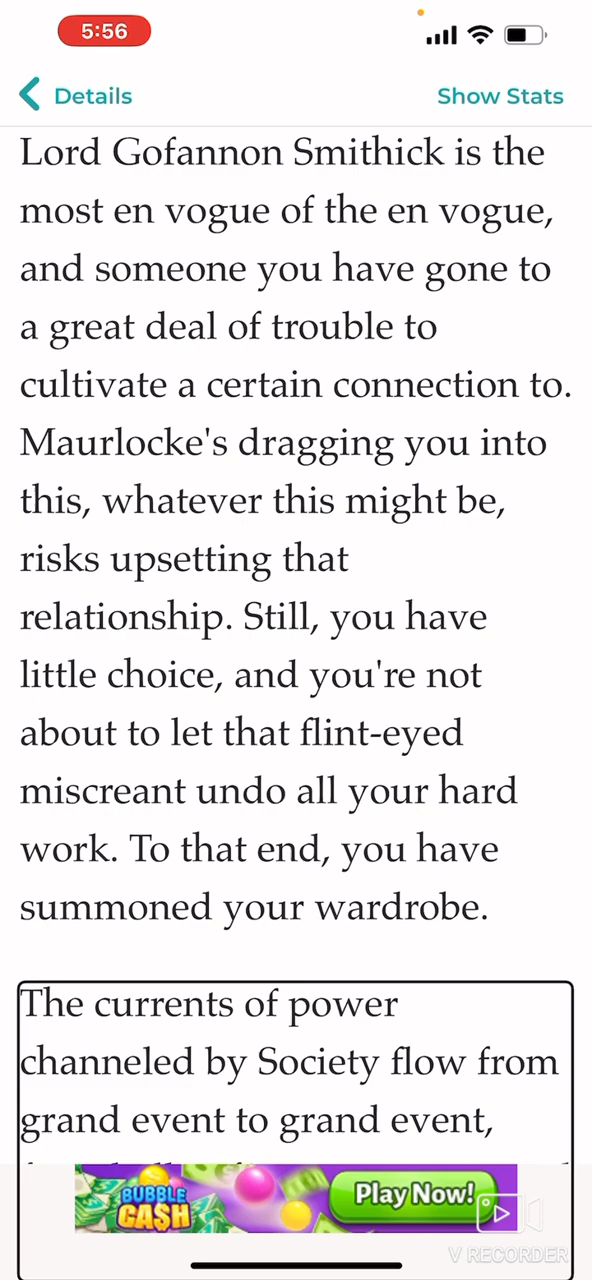 5:56
Details
Show Stats
Lord Gofannon Smithick is the
most en vogue of the en vogue,
and someone you have gone to
a great deal of trouble to
cultivate a certain connection to.
Maurlocke's dragging you into
this, whatever this might be,
risks upsetting that
relationship. Still, you have
little choice, and you're not
about to let that flint-eyed
miscreant undo all your hard
work. To that end, you have
summoned your wardrobe.
The currents of power
channeled by Society flow from
grand event to grand event,
BUBBLE
CASH
Play Now!
V RECORDER